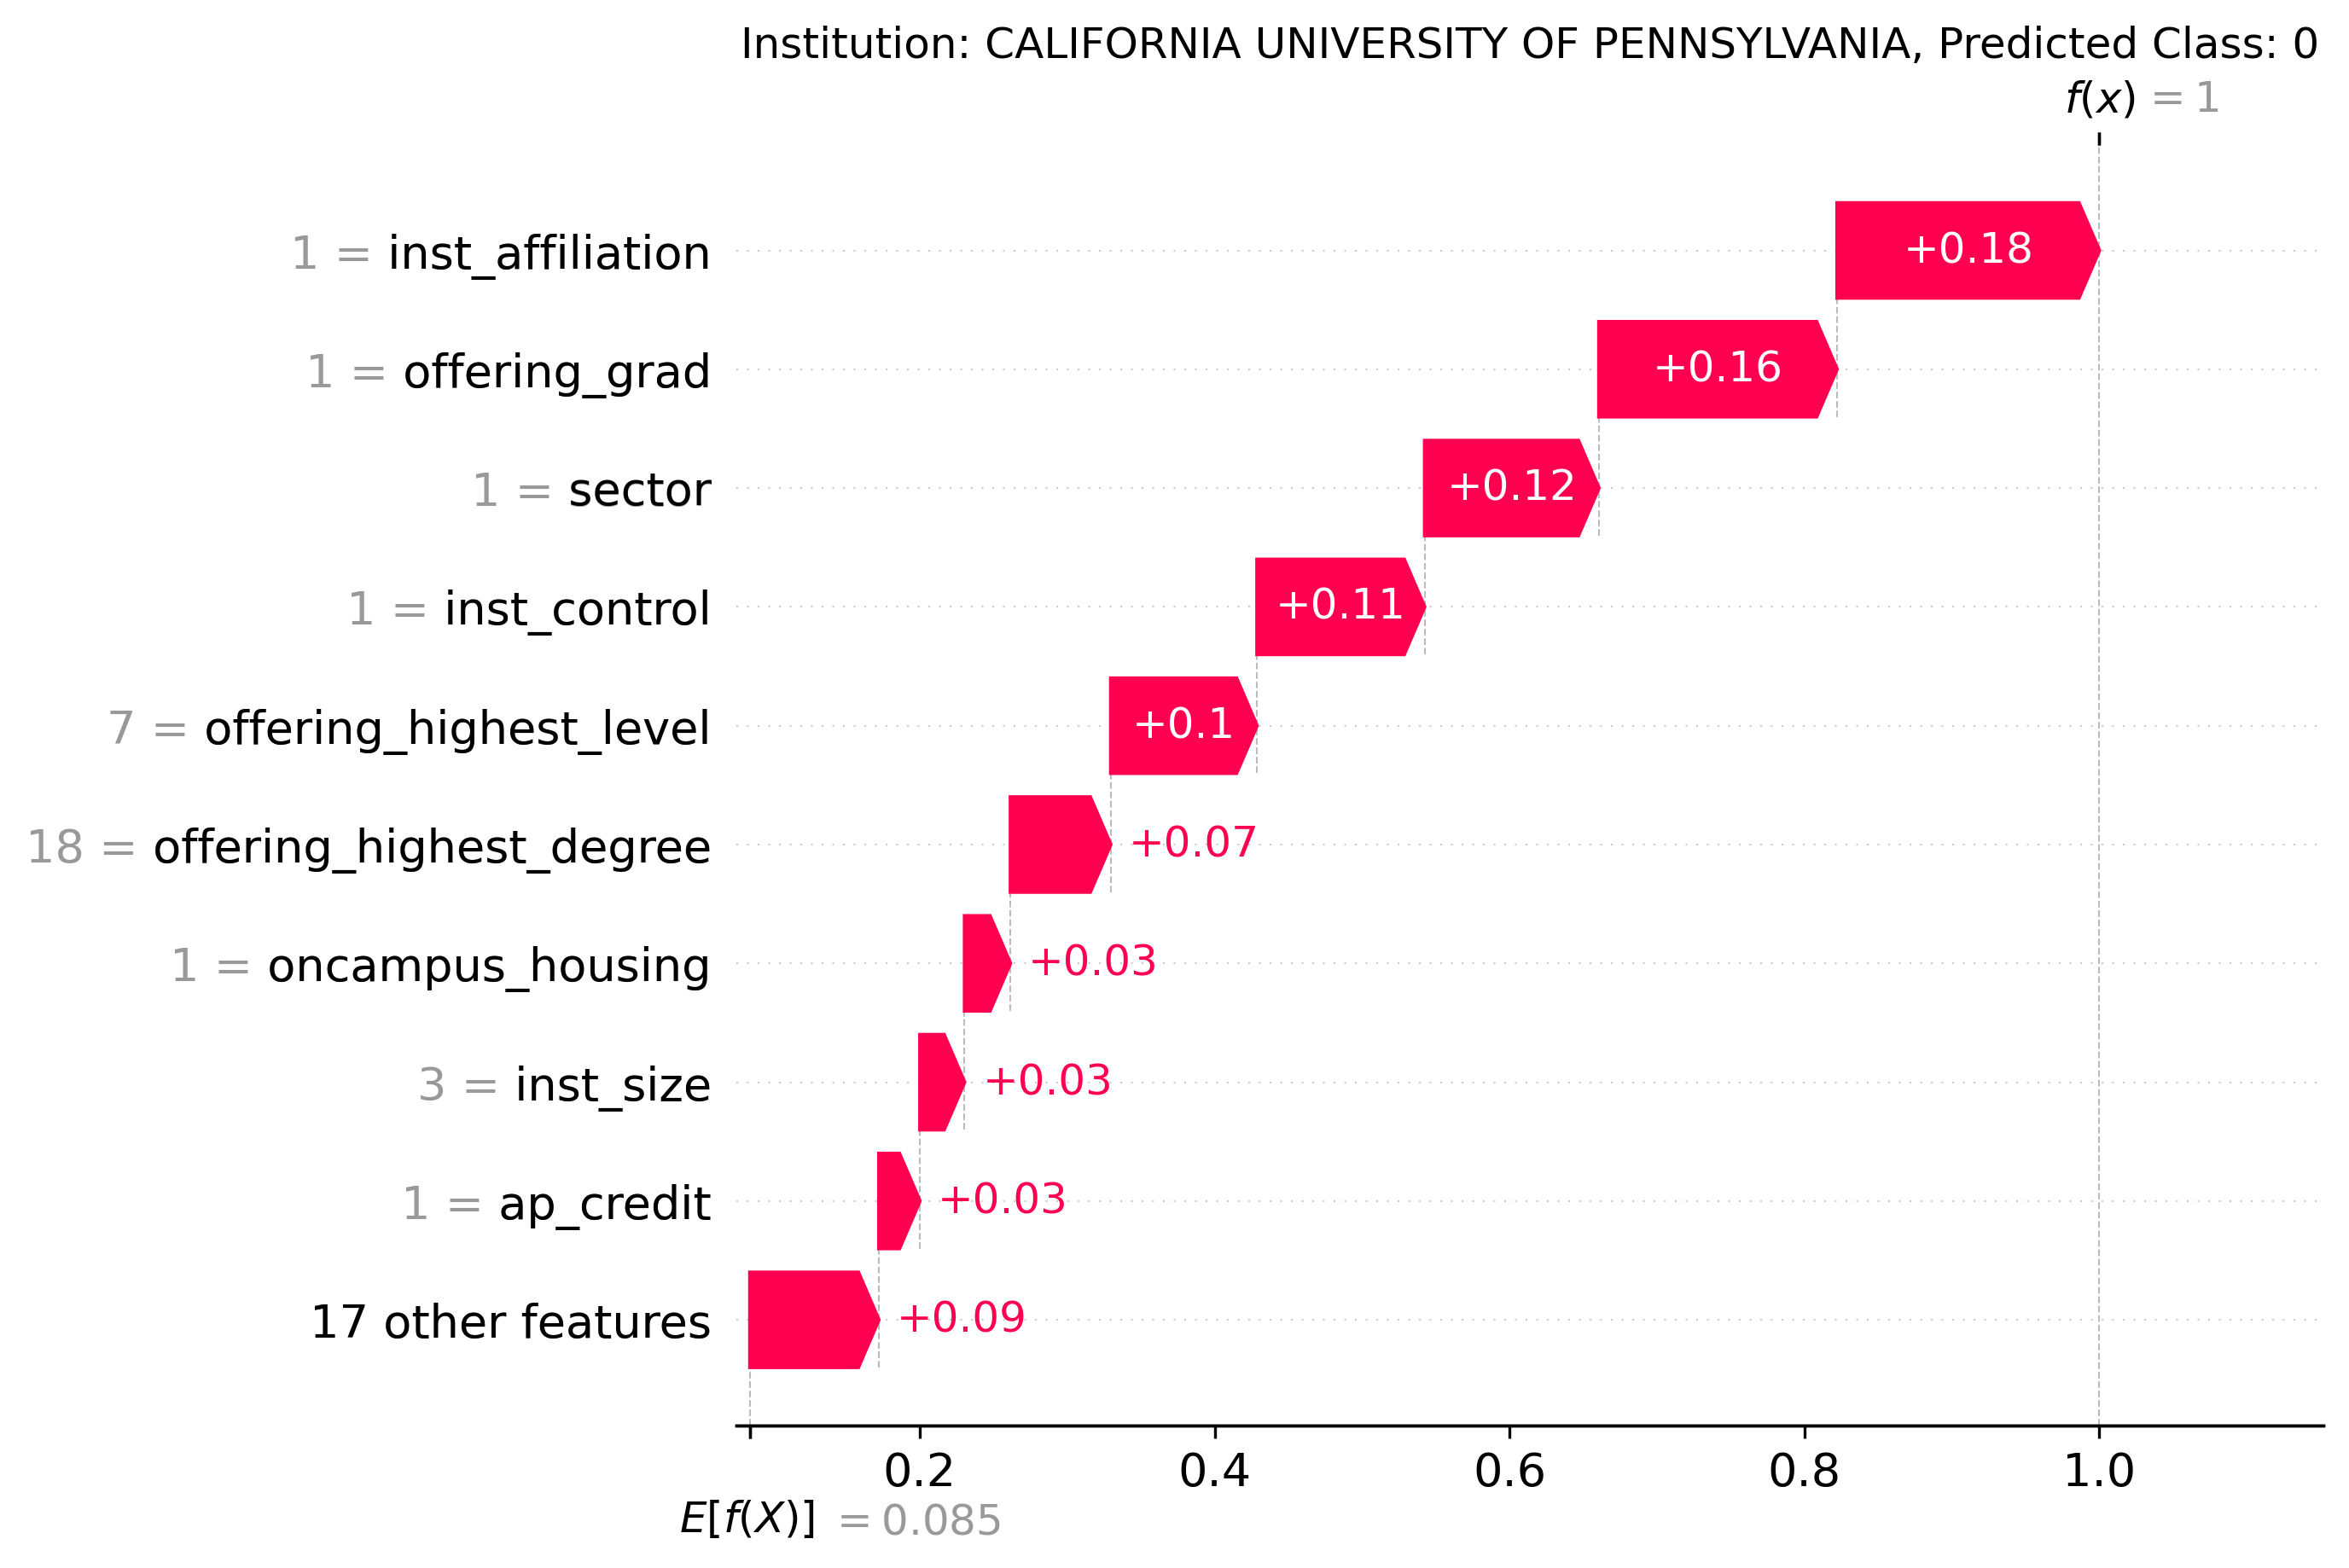 Institution: CALIFORNIA UNIVERSITY OF PENNSYLVANIA, Predicted Class: 0
f(x) = 1
1 = inst_affiliation +0.18
1 = offering_grad +0.16
1 = sector +0.12
1 = inst_control +0.11
7 = offering_highest_level +0.1
18 = offering_highest_degree +0.07
1 = oncampus_housing +0.03
3 = inst_size +0.03
1 = ap_credit +0.03
17 other features +0.09
0.2 0.4 0.6 0.8 1.0
E[f(X)] = 0.085